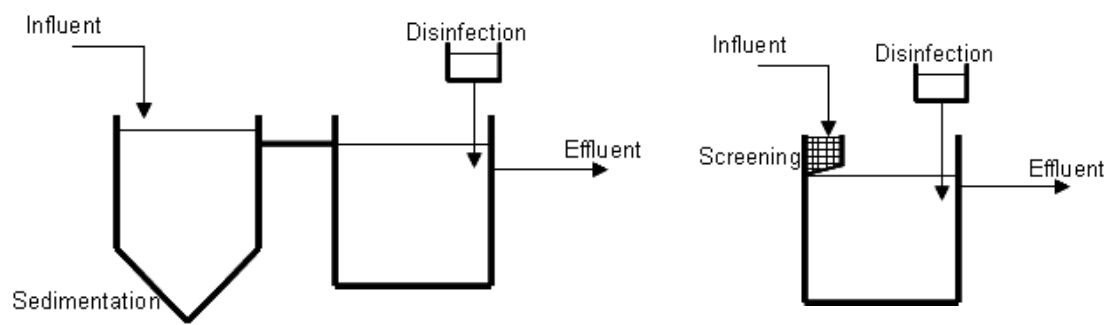 Influent
Disinfection
Effluent
Sedimentation
Influent
Disinfection
Screening
Effluent